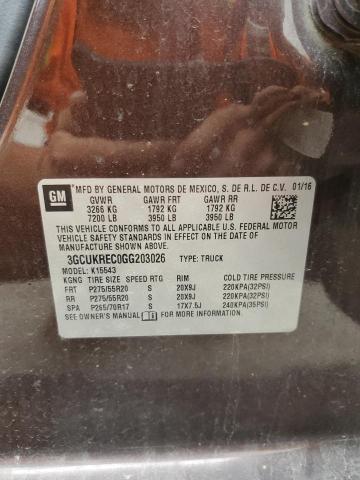 GM
MFD BY GENERAL MOTORS DE MEXICO, S. DE R.L. DE C.V. 01/16
GVWR GAWR FRT GAWR RR
3266 KG 1792 KG 1792 KG
7200 LB 3950 LB 3950 LB
THIS VEHICLE CONFORMS TO ALL APPLICABLE U.S. FEDERAL MOTOR
VEHICLE SAFETY AND THEFT PREVENTION STANDARDS IN EFFECT ON THE
DATE OF MANUFACTURE SHOWN ABOVE.
3GCUKREC0GG203026 TYPE: TRUCK
MODEL: K15543
KGNG TIRE SIZE SPEED RTG RIM COLD TIRE PRESSURE
FRT P275/55R20 S 20X9J 220KPA(32PSI)
RR P275/55R20 S 20X9J 220KPA(32PSI)
SPA P265/70R17 S 17X7.5J 240KPA(35PSI)
SEE OWNER'S MANUAL FOR MORE INFORMATION.